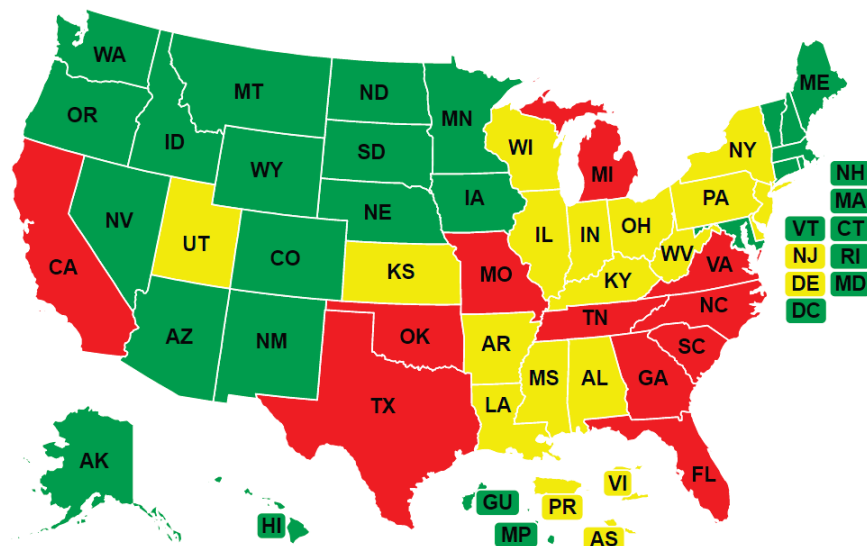 WA
MT
ND
MN
ME
OR
ID
SD
WI
NY
WY
MI
NH
IA
PA
MA
NE
OH
NV
IL
IN
VT
CT
UT
CO
WV
NJ
RI
CA
KS
MO
KY
VA
DE
MD
NC
DC
TN
OK
AZ
NM
AR
SC
MS
AL
GA
TX
LA
AK
FL
VI
GU
PR
HI
MP
AS